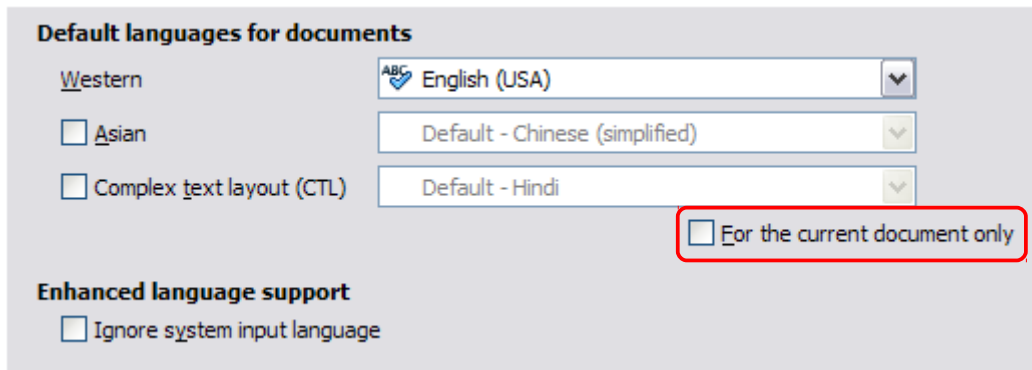 Default languages for documents
Western ABC English (USA)
Asian Default - Chinese (simplified)
Complex text layout (CTL) Default - Hindi
For the current document only
Enhanced language support
Ignore system input language